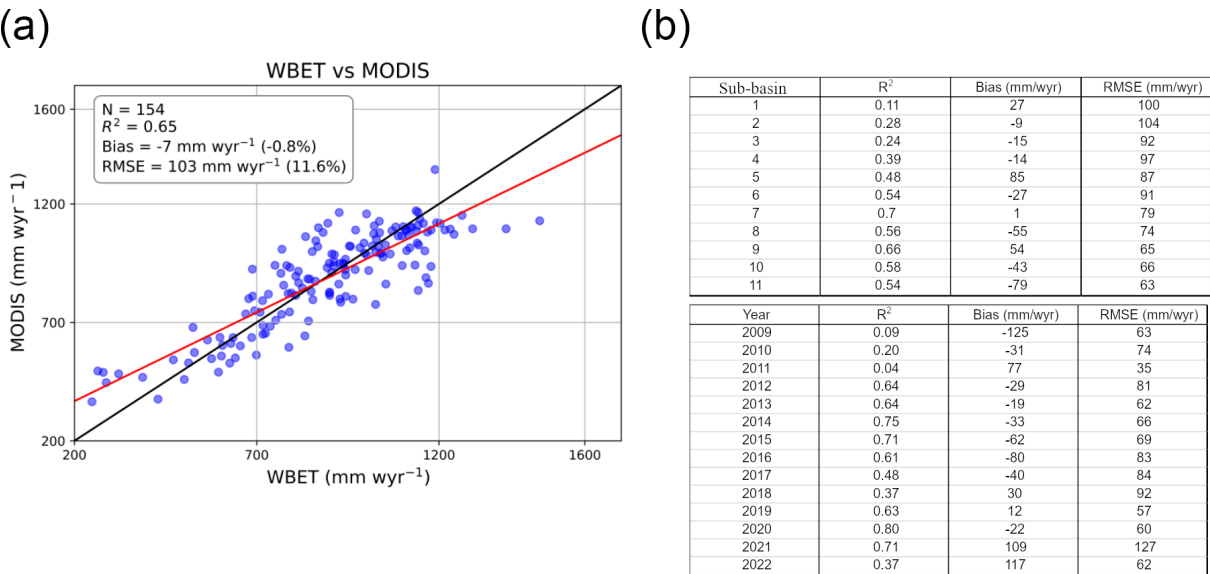 (a)
WBET vs MODIS
N = 154
R² = 0.65
Bias = -7 mm wyr⁻¹ (-0.8%)
RMSE = 103 mm wyr⁻¹ (11.6%)
MODIS (mm wyr⁻1)
1600
1200
700
200
200 700 1200 1600
WBET (mm wyr⁻¹)
(b)
Sub-basin R² Bias (mm/wyr) RMSE (mm/wyr)
1 0.11 27 100
2 0.28 -9 104
3 0.24 -15 92
4 0.39 -14 97
5 0.48 85 87
6 0.54 -27 91
7 0.7 1 79
8 0.56 -55 74
9 0.66 54 65
10 0.58 -43 66
11 0.54 -79 63
Year R² Bias (mm/wyr) RMSE (mm/wyr)
2009 0.09 -125 63
2010 0.20 -31 74
2011 0.04 77 35
2012 0.64 -29 81
2013 0.64 -19 62
2014 0.75 -33 66
2015 0.71 -62 69
2016 0.61 -80 83
2017 0.48 -40 84
2018 0.37 30 92
2019 0.63 12 57
2020 0.80 -22 60
2021 0.71 109 127
2022 0.37 117 62